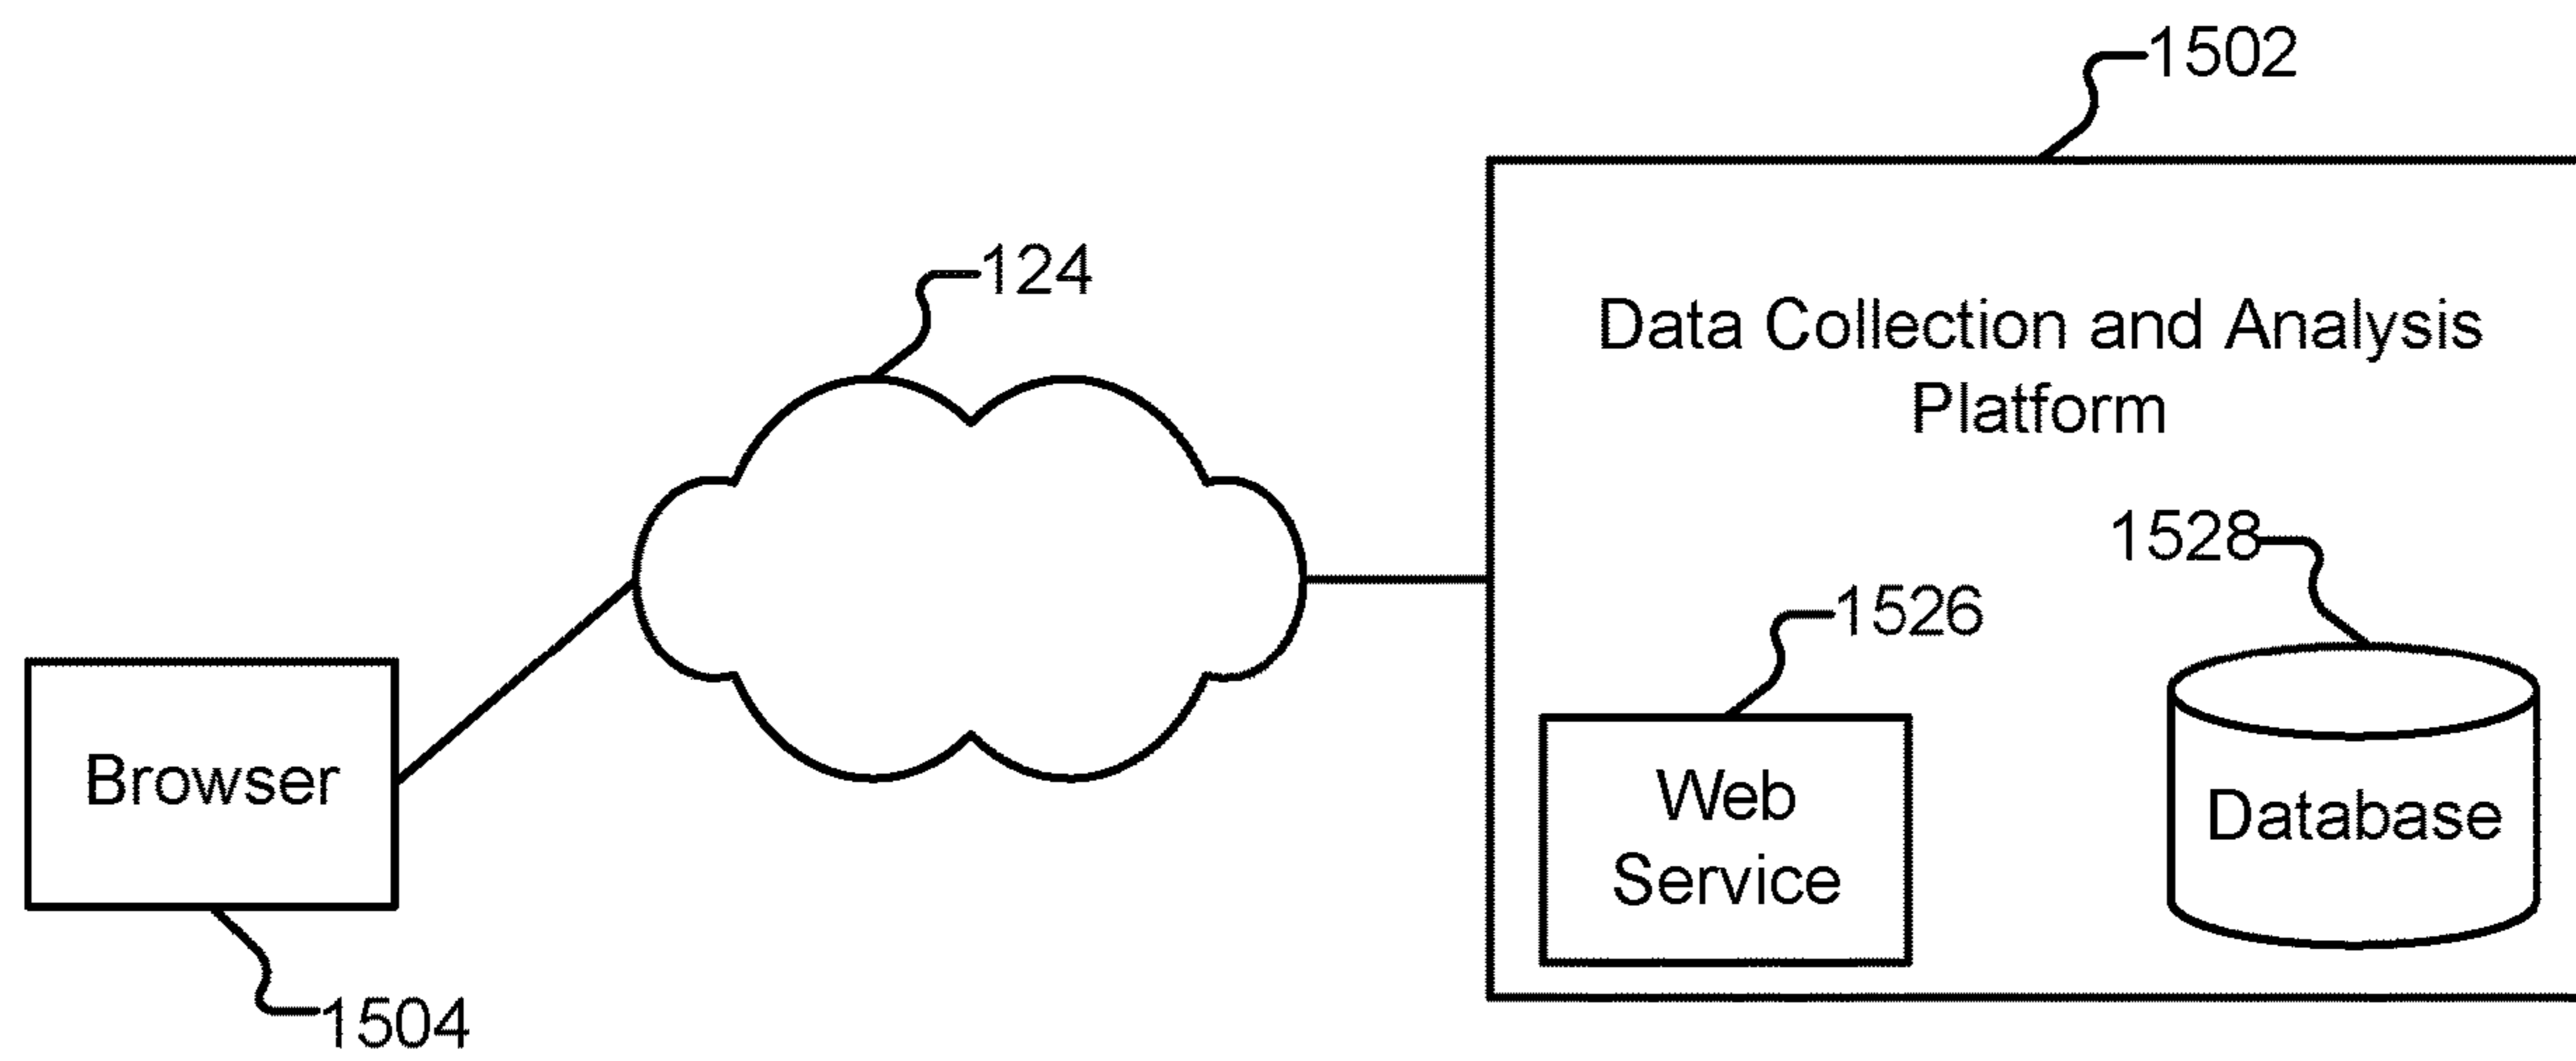 1502
124
Data Collection and Analysis
Platform
1528
1526
Web
Service
Database
Browser
1504